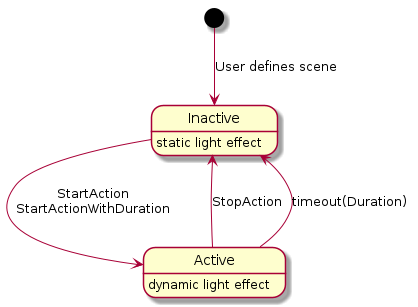 User defines scene
Inactive
static light effect
StartAction
StartActionWithDuration
StopAction
timeout(Duration)
Active
dynamic light effect